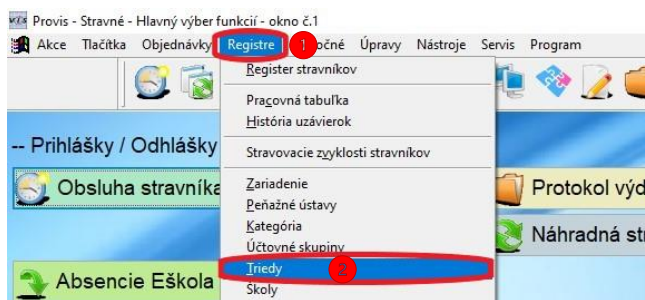 Provis - Stravné - Hlavný výber funkcií - okno č.1
Akce Tlačítka Objednávky Registre 1 očné Úpravy Nástroje Servis Program
Register stravníkov
Pracovná tabuľka
História uzávierok
-- Prihlášky / Odhlášky
Stravovacie zvyklosti stravníkov
Obsluha stravníka
Zariadenie
Protokol výd
Peňažné ústavy
Kategória
Náhradná str
Účtovné skupiny
Triedy 2
Absencie Eškola
Školy